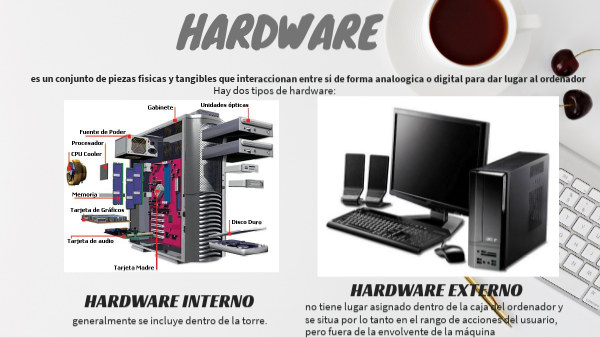 HARDWARE
es un conjunto de piezas fisicas y tangibles que interaccionan entre si de forma analoogica o digital para dar lugar al ordenador
Hay dos tipos de hardware:
Gabinete
Unidades ópticas
Fuente de Poder
Procesador
CPU Cooler
Memoria
Tarjeta de Gráficos
Disco Duro
Tarjeta de audio
Tarjeta Madre
HARDWARE INTERNO
generalmente se incluye dentro de la torre.
HARDWARE EXTERNO
no tiene lugar asignado dentro de la caja del ordenador y
se situa por lo tanto en el rango de acciones del usuario,
pero fuera de la envolvente de la máquina